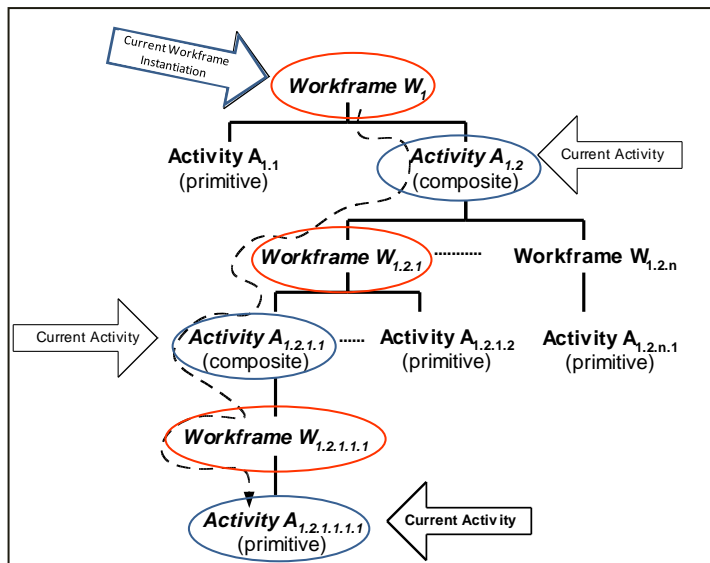 Current Workframe
Instantiation
Workframe W1
Activity A1.1
(primitive)
Activity A1.2
(composite)
Current Activity
Workframe W1.2.1
Workframe W1.2.n
Current Activity
Activity A1.2.1.1
(composite)
Activity A1.2.1.2
(primitive)
Activity A1.2.n.1
(primitive)
Workframe W1.2.1.1.1
Activity A1.2.1.1.1.1
(primitive)
Current Activity